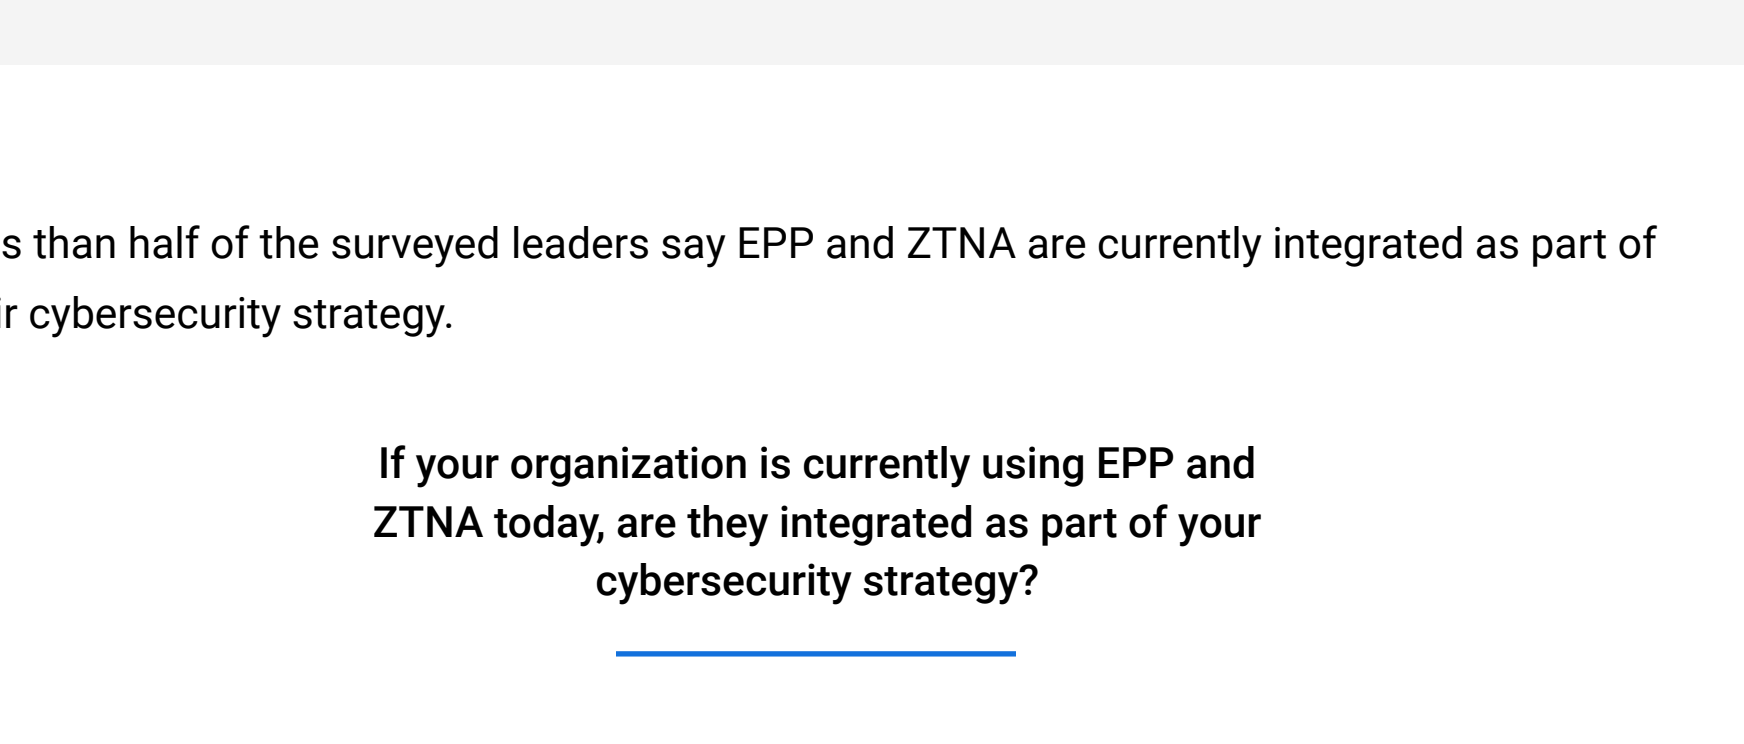 s than half of the surveyed leaders say EPP and ZTNA are currently integrated as part of
ir cybersecurity strategy.
If your organization is currently using EPP and
ZTNA today, are they integrated as part of your
cybersecurity strategy?